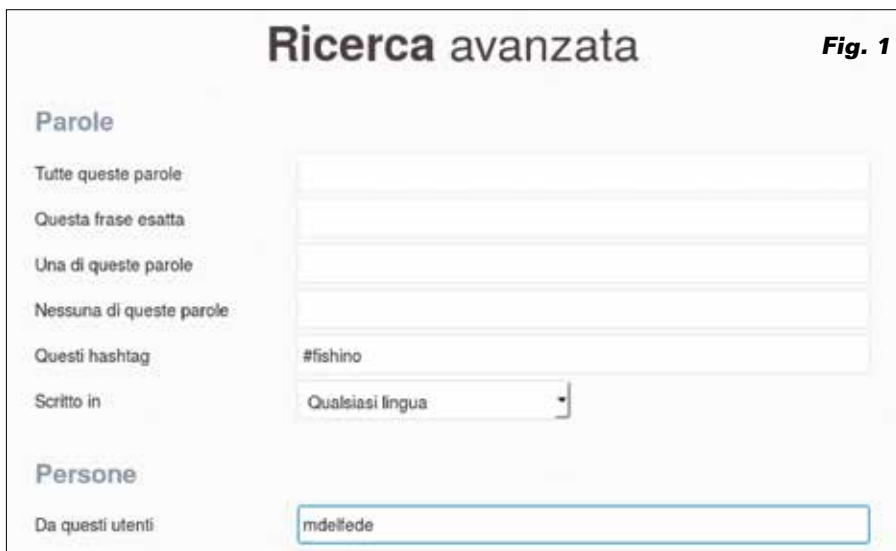 Ricerca avanzata
Fig. 1
Parole
Tutte queste parole
Questa frase esatta
Una di queste parole
Nessuna di queste parole
Questi hashtag #fishino
Scritto in Qualsiasi lingua
Persone
Da questi utenti mdelfede